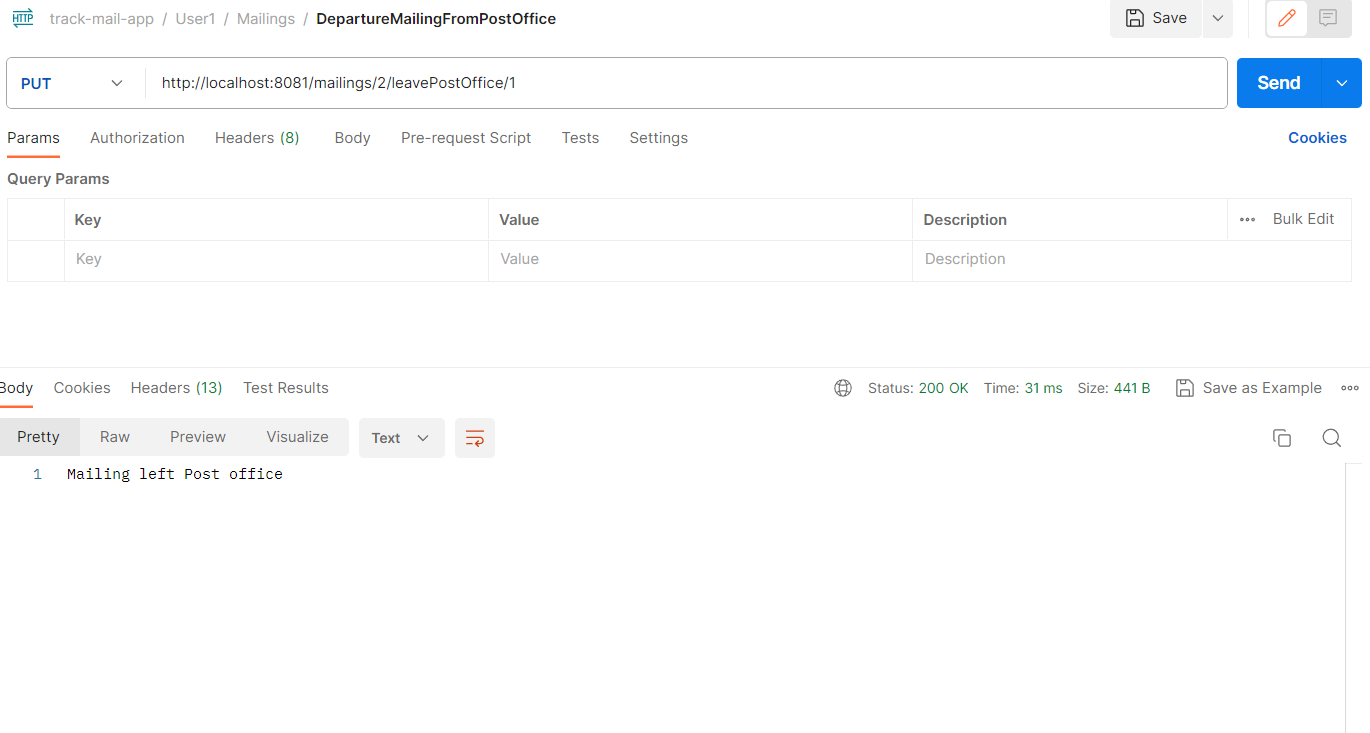 HTTP track-mail-app / User1 / Mailings / DepartureMailingFromPostOffice Save
PUT http://localhost:8081/mailings/2/leavePostOffice/1 Send
Params Authorization Headers (8) Body Pre-request Script Tests Settings Cookies
Query Params
Key Value Description Bulk Edit
Key Value Description
Body Cookies Headers (13) Test Results Status: 200 OK Time: 31 ms Size: 441 B Save as Example
Pretty Raw Preview Visualize Text
1 Mailing left Post office